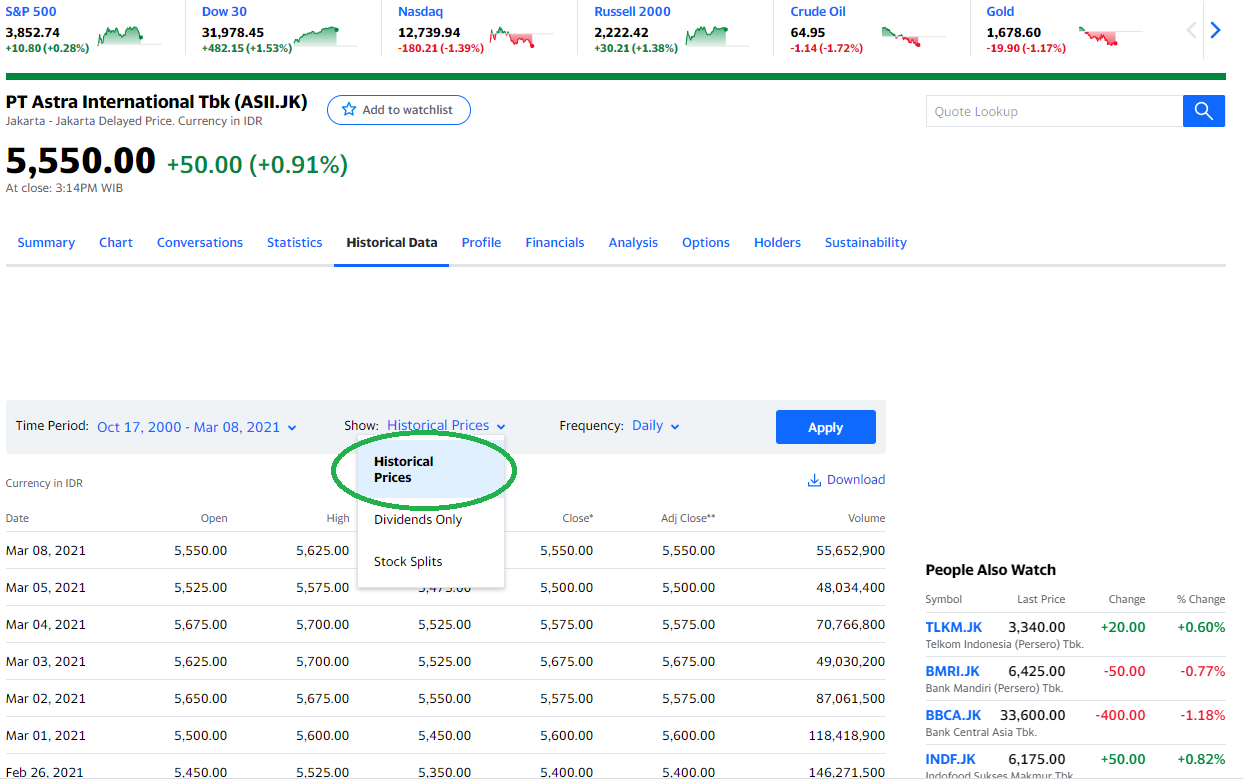 S&P 500 Dow 30 Nasdaq Russell 2000 Crude Oil Gold
3,852.74 31,978.45 12,739.94 2,222.42 64.95 1,678.60
+10.80 (+0.28%) +482.15 (+1.53%) -180.21 (-1.39%) +30.21 (+1.38%) -1.14 (-1.72%) -19.90 (-1.17%)
PT Astra International Tbk (ASII.JK)
Jakarta - Jakarta Delayed Price. Currency in IDR
Add to watchlist
Quote Lookup
5,550.00 +50.00 (+0.91%)
At close: 3:14PM WIB
Summary Chart Conversations Statistics Historical Data Profile Financials Analysis Options Holders Sustainability
Time Period: Oct 17, 2000 - Mar 08, 2021 Show: Historical Prices Frequency: Daily Apply
Historical
Prices
Dividends Only
Stock Splits
Currency in IDR Download
Date Open High Close* Adj Close** Volume
Mar 08, 2021 5,550.00 5,625.00 5,550.00 5,550.00 55,652,900
Mar 05, 2021 5,525.00 5,575.00 5,475.00 5,500.00 5,500.00 48,034,400
Mar 04, 2021 5,675.00 5,700.00 5,525.00 5,575.00 5,575.00 70,766,800
Mar 03, 2021 5,625.00 5,700.00 5,525.00 5,675.00 5,675.00 49,030,200
Mar 02, 2021 5,650.00 5,675.00 5,550.00 5,575.00 5,575.00 87,061,500
Mar 01, 2021 5,500.00 5,600.00 5,450.00 5,600.00 5,600.00 118,418,900
Feb 26, 2021 5,450.00 5,525.00 5,350.00 5,400.00 5,400.00 146,271,500
People Also Watch
Symbol Last Price Change % Change
TLKM.JK 3,340.00 +20.00 +0.60%
Telkom Indonesia (Persero) Tbk.
BMRI.JK 6,425.00 -50.00 -0.77%
Bank Mandiri (Persero) Tbk.
BBCA.JK 33,600.00 -400.00 -1.18%
Bank Central Asia Tbk.
INDF.JK 6,175.00 +50.00 +0.82%
Indofood Sukses Makmur Tbk